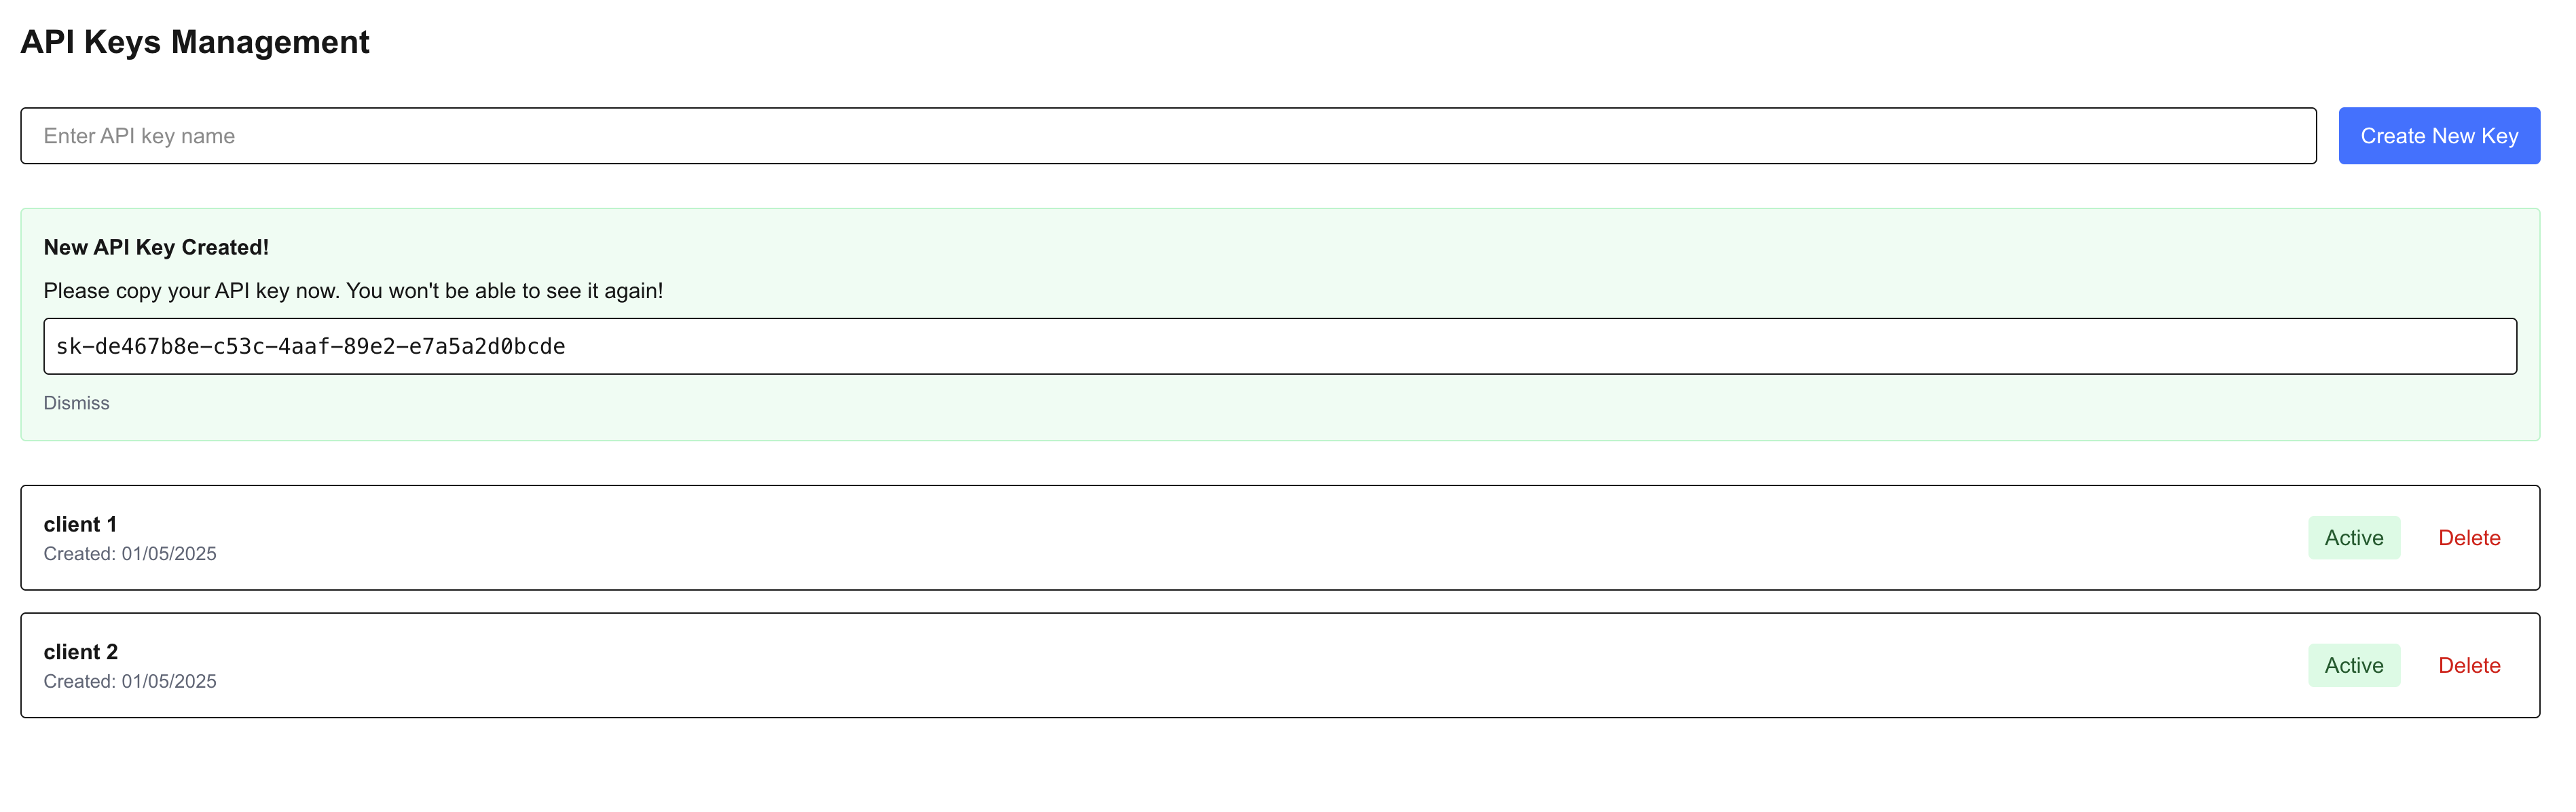 API Keys Management
Enter API key name
Create New Key
New API Key Created!
Please copy your API key now. You won't be able to see it again!
sk-de467b8e-c53c-4aaf-89e2-e7a5a2d0bcde
Dismiss
client 1
Created: 01/05/2025
Active
Delete
client 2
Created: 01/05/2025
Active
Delete